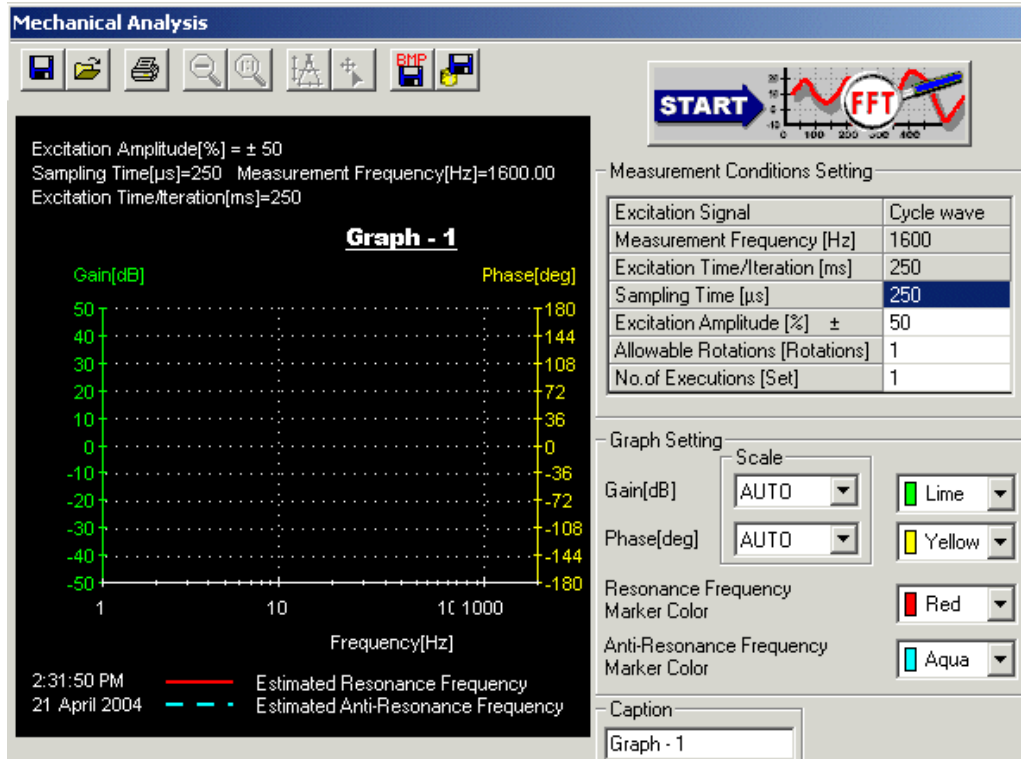 Mechanical Analysis
BMP
START
FFT
Excitation Amplitude[%] = ± 50
Sampling Time[µs]=250 Measurement Frequency[Hz]=1600.00
Excitation Time/Iteration[ms]=250
Graph - 1
Gain[dB] Phase[deg]
50 180
40 144
30 108
20 72
10 36
0 0
-10 -36
-20 -72
-30 -108
-40 -144
-50 -180
1 10 1000
Frequency[Hz]
2:31:50 PM Estimated Resonance Frequency
21 April 2004 Estimated Anti-Resonance Frequency
Measurement Conditions Setting
Excitation Signal Cycle wave
Measurement Frequency [Hz] 1600
Excitation Time/Iteration [ms] 250
Sampling Time [µs] 250
Excitation Amplitude [%] ± 50
Allowable Rotations [Rotations] 1
No.of Executions [Set] 1
Graph Setting
Scale
Gain[dB] AUTO Lime
Phase[deg] AUTO Yellow
Resonance Frequency
Marker Color Red
Anti-Resonance Frequency
Marker Color Aqua
Caption
Graph - 1